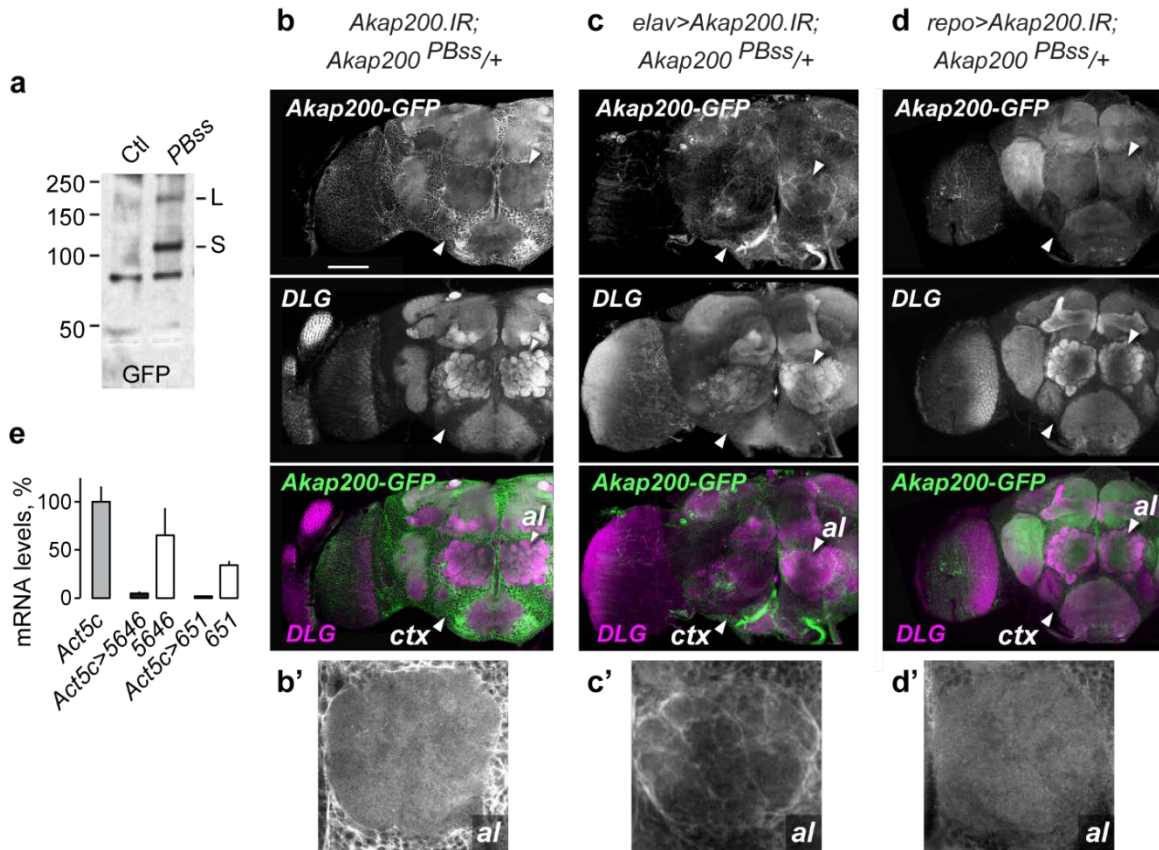 a
Ctl
PBss
250
150
100
50
L
S
GFP
b
Akap200.IR;
Akap200 PBss/+
c
elav>Akap200.IR;
Akap200 PBss/+
d
repo>Akap200.IR;
Akap200 PBss/+
Akap200-GFP
Akap200-GFP
Akap200-GFP
DLG
DLG
DLG
Akap200-GFP
al
DLG
ctx
Akap200-GFP
al
DLG
ctx
Akap200-GFP
al
DLG
ctx
e
mRNA levels, %
100
50
0
Act5c
Act5c>5646
5646
Act5c>651
651
b'
al
c'
al
d'
al